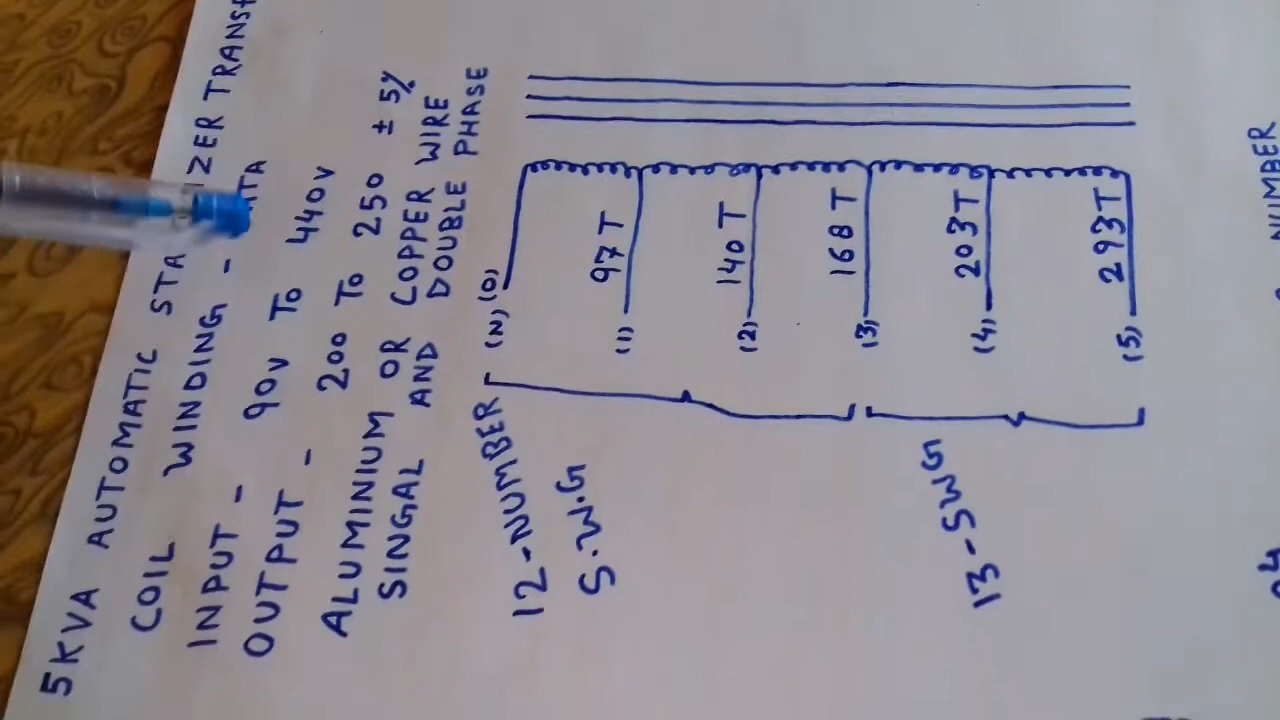 5KVA AUTOMATIC STA IZER TRANSF
COIL WINDING - ATA
INPUT - 90V TO 440V
OUTPUT - 200 TO 250 ± 5%
ALUMINIUM OR COPPER WIRE
SINGAL AND DOUBLE PHASE
(N) (0)
(1) 97T
(2) 140T
(3) 168T
(4) 203T
(5) 293T
12-NUMBER
S.W.G
13-SWG
NUMBER